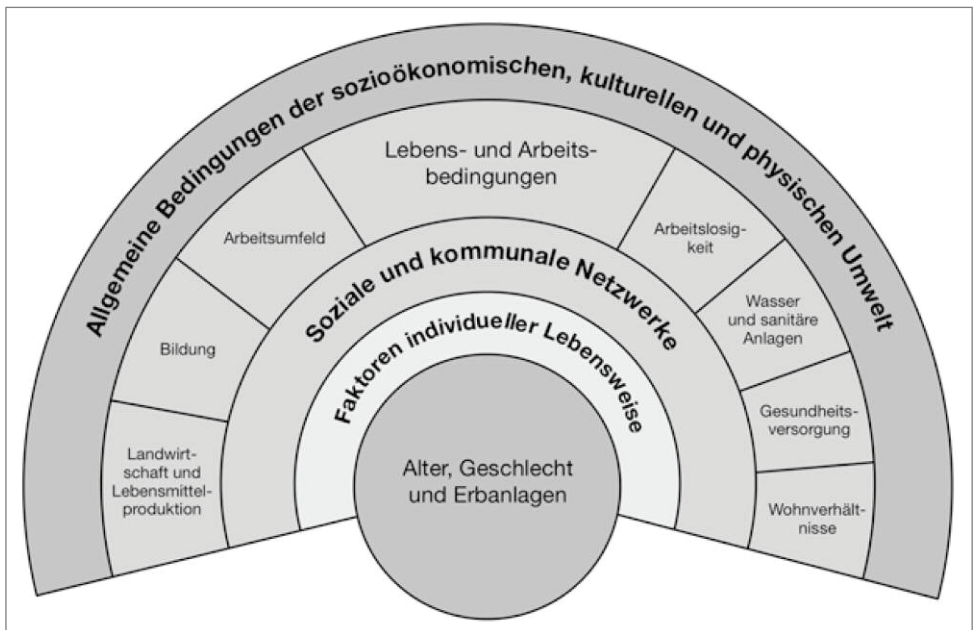 Allgemeine Bedingungen der sozioökonomischen, kulturellen und physischen Umwelt
Lebens- und Arbeits-
bedingungen
Landwirt-
schaft und
Lebensmittel-
produktion
Bildung
Arbeitsumfeld
Arbeitslosig-
keit
Wasser
und sanitäre
Anlagen
Gesundheits-
versorgung
Wohnverhält-
nisse
Soziale und kommunale Netzwerke
Faktoren individueller Lebensweise
Alter, Geschlecht
und Erbanlagen